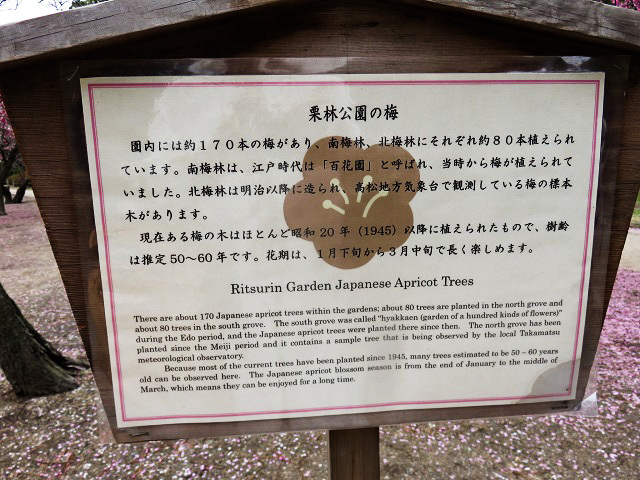 栗林公園の梅
園内には約１７０本の梅があり、南梅林、北梅林にそれぞれ約８０本植えられ
ています。南梅林は、江戸時代は「百花園」と呼ばれ、当時から梅が植えられて
いました。北梅林は明治以降に造られ、高松地方気象台で観測している梅の標本
木があります。
現在ある梅の木はほとんど昭和 20 年（1945）以降に植えられたもので、樹齢
は推定 50～60 年です。花期は、１月下旬から３月中旬で長く楽しめます。
Ritsurin Garden Japanese Apricot Trees
There are about 170 Japanese apricot trees within the gardens; about 80 trees are planted in the north grove and
about 80 trees in the south grove. The south grove was called "hyakkaen (garden of a hundred kinds of flowers)"
during the Edo period, and the Japanese apricot trees were planted there since then. The north grove has been
planted since the Meiji period and it contains a sample tree that is being observed by the local Takamatsu
meteorological observatory.
Because most of the current trees have been planted since 1945, many trees estimated to be 50 – 60 years
old can be observed here. The Japanese apricot blossom season is from the end of January to the middle of
March, which means they can be enjoyed for a long time.